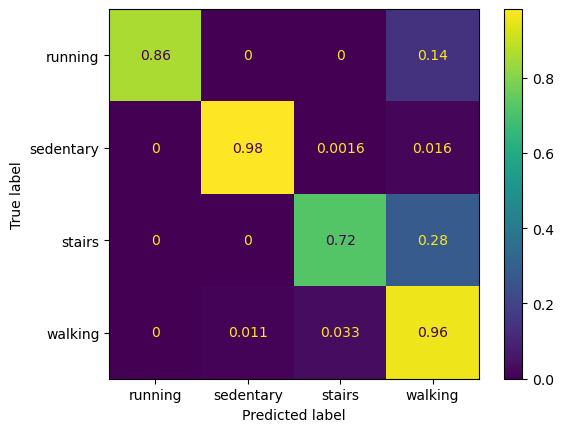 running 0.86 0 0 0.14
0.8
sedentary 0 0.98 0.0016 0.016
0.6
True label
0.4
stairs 0 0 0.72 0.28
0.2
walking 0 0.011 0.033 0.96
0.0
running sedentary stairs walking
Predicted label